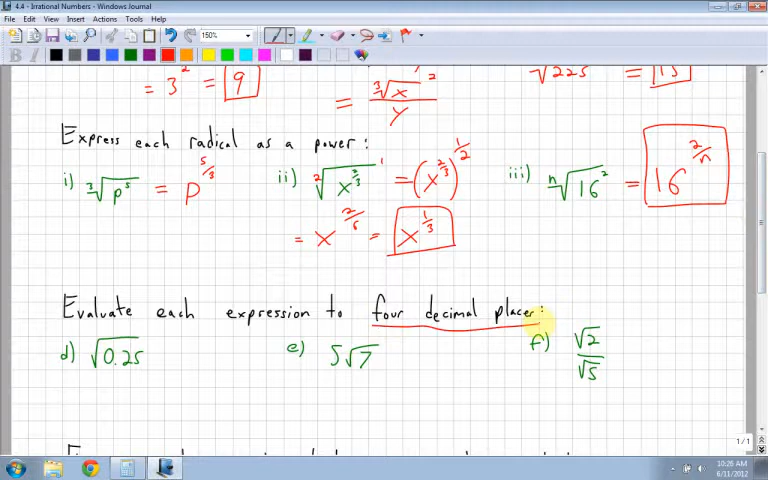 4.4 - Irrational Numbers - Windows Journal
File Edit View Insert Actions Tools Help
150%
B I
= 3² = 9
= ∛x² / y
√225 = 15
Express each radical as a power :
i) ∛p⁵ = p^(5/3)
ii) ²√(x^(2/3))¹ = (x^(2/3))^(1/2)
iii) ⁿ√16² = 16^(2/n)
= x^(2/6) = x^(1/3)
Evaluate each expression to four decimal places:
d) √0.25
e) 5√7
f) √2/√5
1 / 1
10:26 AM
6/11/2012